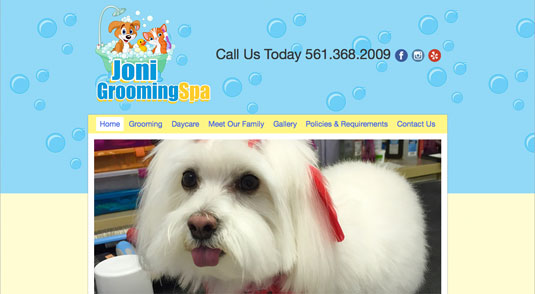 Joni
GroomingSpa
Call Us Today 561.368.2009
Home Grooming Daycare Meet Our Family Gallery Policies & Requirements Contact Us